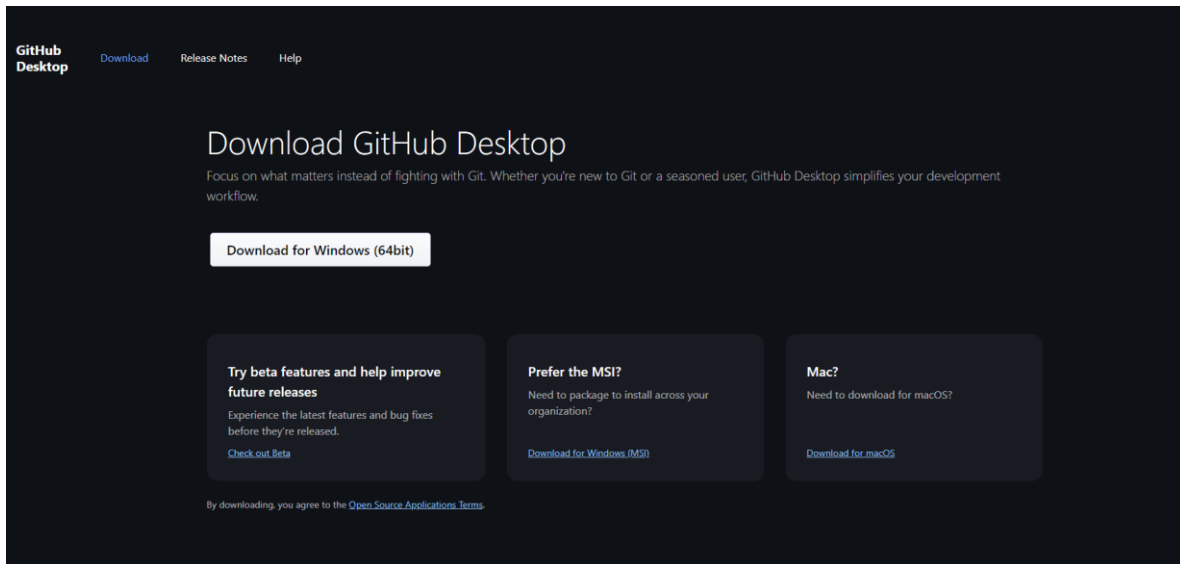 GitHub
Desktop
Download
Release Notes
Help
Download GitHub Desktop
Focus on what matters instead of fighting with Git. Whether you're new to Git or a seasoned user, GitHub Desktop simplifies your development
workflow.
Download for Windows (64bit)
Try beta features and help improve
future releases
Experience the latest features and bug fixes
before they're released.
Check out Beta
Prefer the MSI?
Need to package to install across your
organization?
Download for Windows (MSI)
Mac?
Need to download for macOS?
Download for macOS
By downloading, you agree to the Open Source Applications Terms.